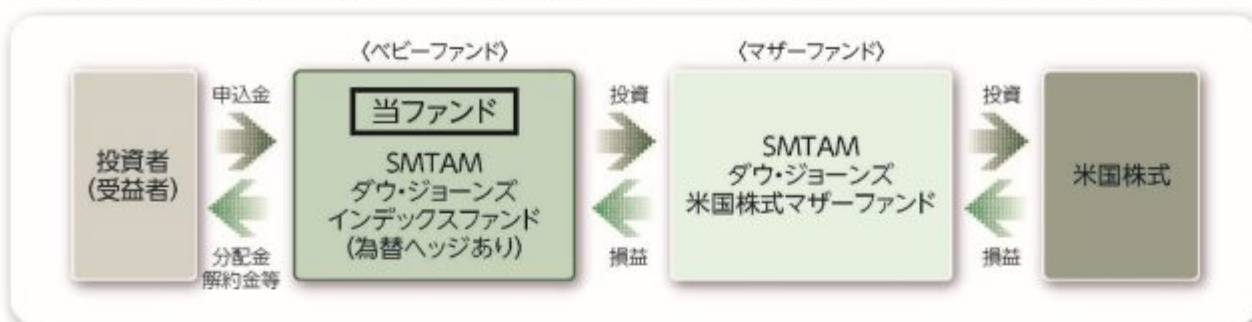 〈ベビーファンド〉
〈マザーファンド〉
投資者
(受益者)
申込金
分配金
解約金等
当ファンド
SMTAM
ダウ・ジョーンズ
インデックスファンド
(為替ヘッジあり)
投資
損益
SMTAM
ダウ・ジョーンズ
米国株式マザーファンド
投資
損益
米国株式